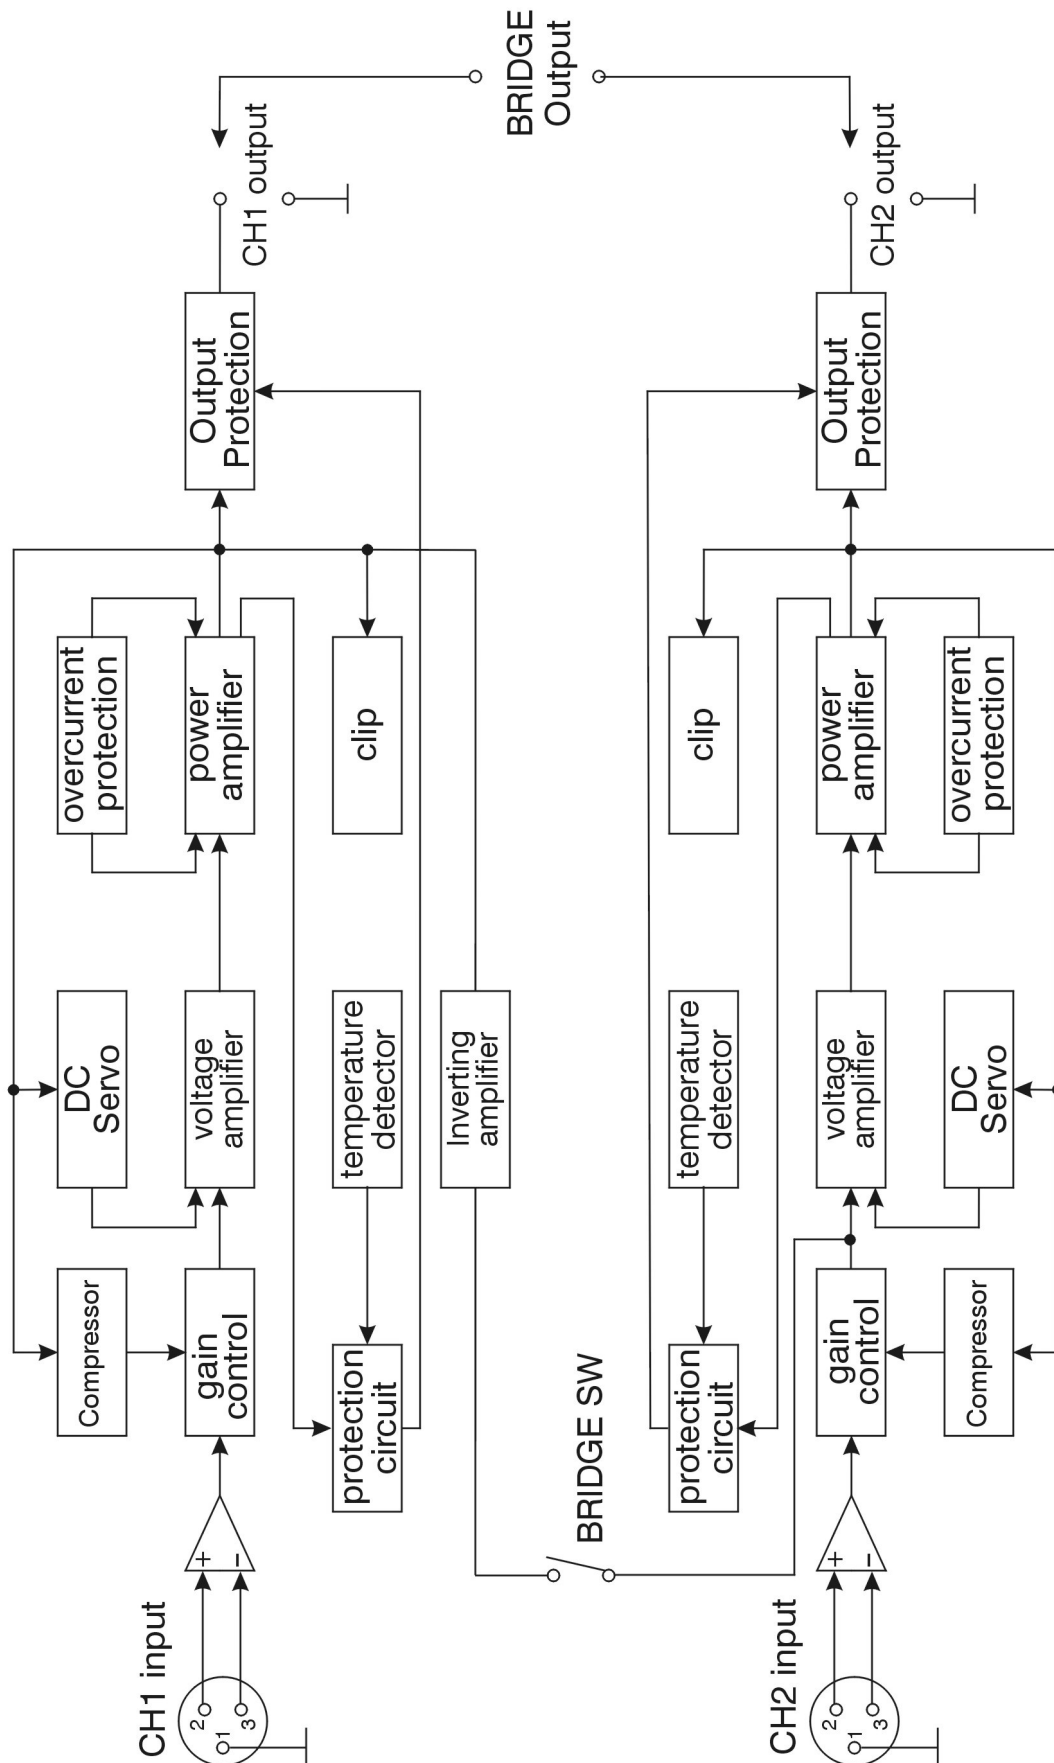 CH1 input
2
1
3
+
-
gain
control
Compressor
DC
Servo
voltage
amplifier
overcurrent
protection
power
amplifier
Output
Protection
CH1 output
protection
circuit
temperature
detector
clip
Inverting
amplifier
BRIDGE SW
BRIDGE
Output
protection
circuit
temperature
detector
clip
CH2 input
2
1
3
+
-
gain
control
voltage
amplifier
power
amplifier
Output
Protection
CH2 output
Compressor
DC
Servo
overcurrent
protection